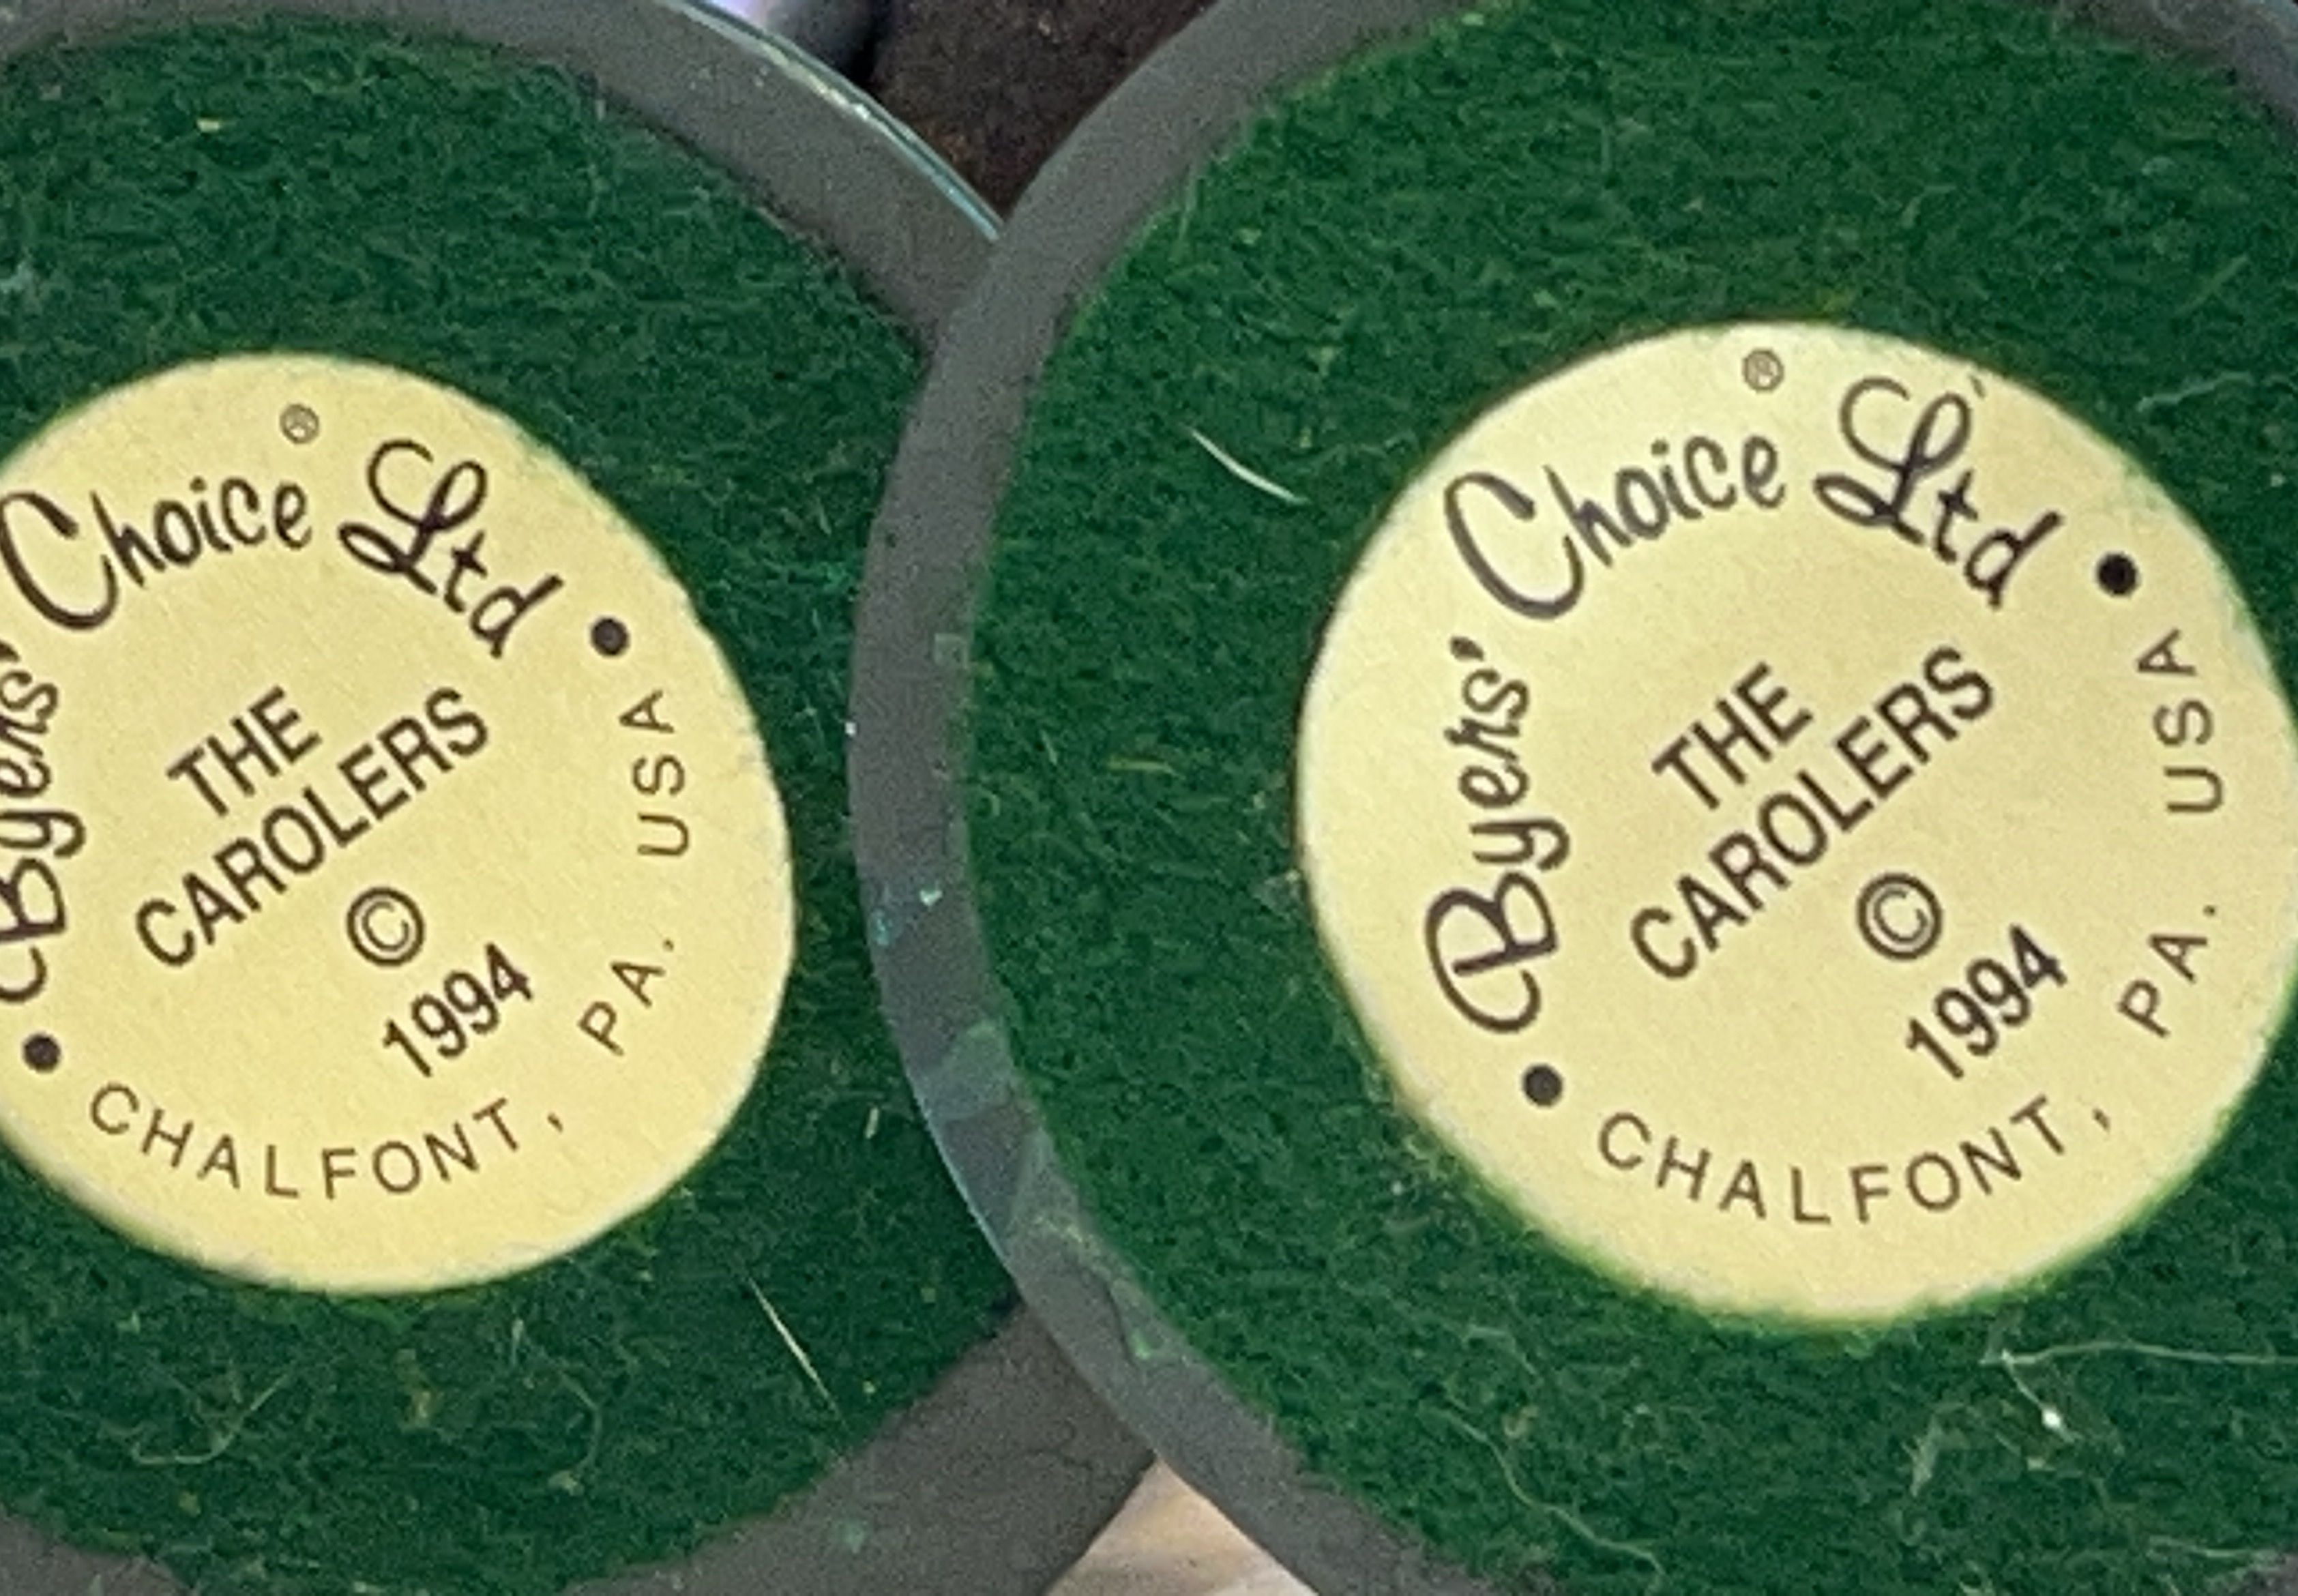 Byers' Choice® Ltd
THE
CAROLERS
©
1994
• CHALFONT, PA. USA •
Byers' Choice® Ltd
THE
CAROLERS
©
1994
• CHALFONT, PA. USA •